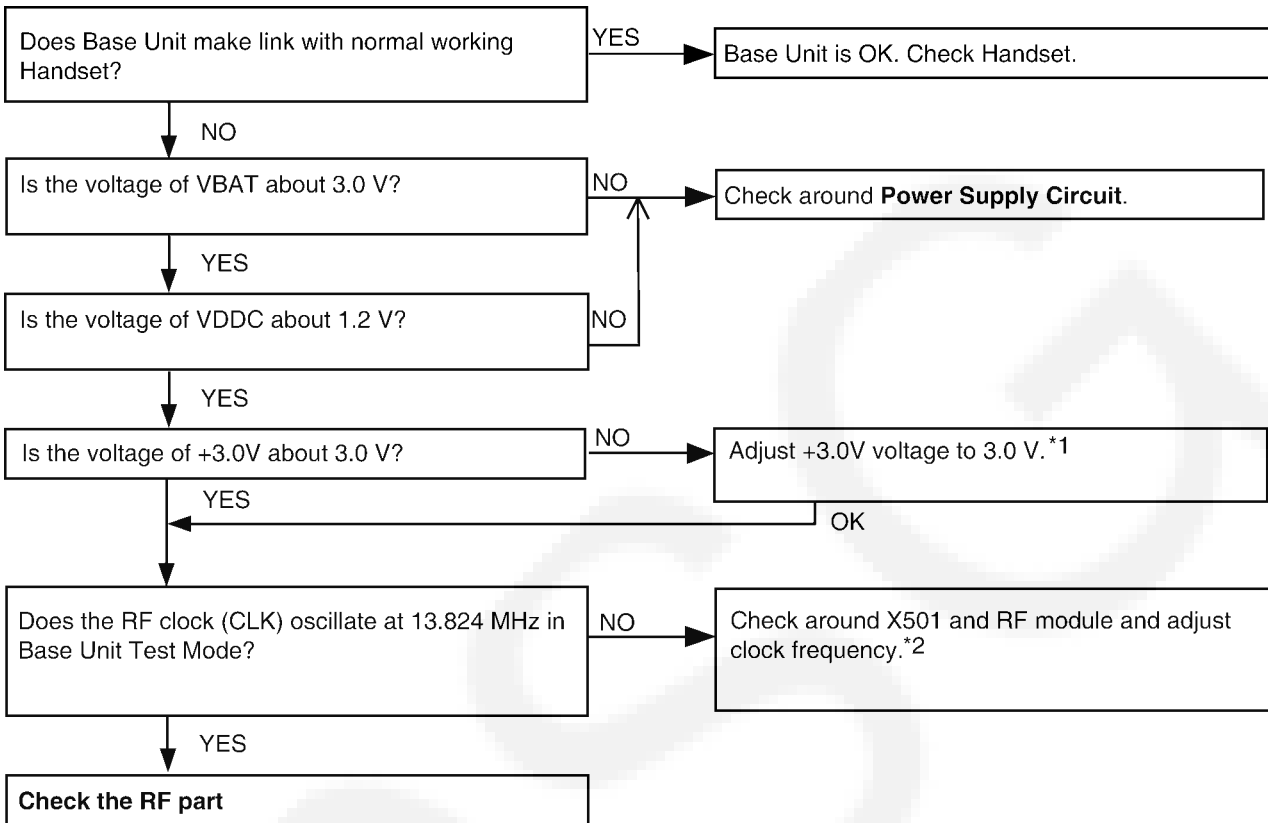 Does Base Unit make link with normal working
Handset?
YES
Base Unit is OK. Check Handset.
NO
Is the voltage of VBAT about 3.0 V?
NO
Check around Power Supply Circuit.
YES
Is the voltage of VDDC about 1.2 V?
NO
YES
Is the voltage of +3.0V about 3.0 V?
NO
Adjust +3.0V voltage to 3.0 V.*1
YES
OK
Does the RF clock (CLK) oscillate at 13.824 MHz in
Base Unit Test Mode?
NO
Check around X501 and RF module and adjust
clock frequency.*2
YES
Check the RF part